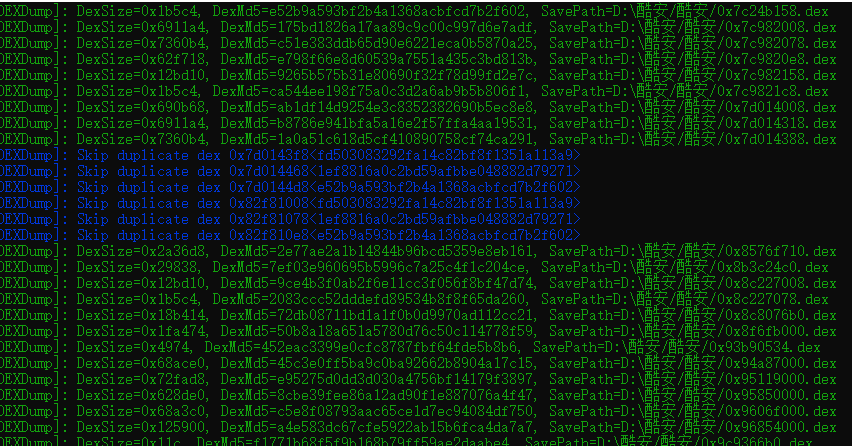 DEXDump]: DexSize=0x1b5c4, DexMd5=e52b9a593bf2b4a1368acbfcd7b2f602, SavePath=D:\酷安/酷安/0x7c24b158.dex
DEXDump]: DexSize=0x6911a4, DexMd5=175bd1826a17aa89c9c00c997d6e7adf, SavePath=D:\酷安/酷安/0x7c982008.dex
DEXDump]: DexSize=0x7360b4, DexMd5=c51e383ddb65d90e6221eca0b5870a25, SavePath=D:\酷安/酷安/0x7c982078.dex
DEXDump]: DexSize=0x62f718, DexMd5=e798f66e8d60539a7551a435c3bd813b, SavePath=D:\酷安/酷安/0x7c9820e8.dex
DEXDump]: DexSize=0x12bd10, DexMd5=9265b575b31e80690f32f78d99fd2e7c, SavePath=D:\酷安/酷安/0x7c982158.dex
DEXDump]: DexSize=0x1b5c4, DexMd5=ca544ee198f75a0c3d2a6ab9b5b806f1, SavePath=D:\酷安/酷安/0x7c9821c8.dex
DEXDump]: DexSize=0x690b68, DexMd5=ab1df14d9254e3c8352382690b5ec8e8, SavePath=D:\酷安/酷安/0x7d014008.dex
DEXDump]: DexSize=0x6911a4, DexMd5=b8786e941bfa5a16e2f57ffa4aa19531, SavePath=D:\酷安/酷安/0x7d014318.dex
DEXDump]: DexSize=0x7360b4, DexMd5=1a0a51c618d5cf410890758cf74ca291, SavePath=D:\酷安/酷安/0x7d014388.dex
DEXDump]: Skip duplicate dex 0x7d0143f8<fd503083292fa14c82bf8f1351a113a9>
DEXDump]: Skip duplicate dex 0x7d014468<1ef8816a0c2bd59afbbe048882d79271>
DEXDump]: Skip duplicate dex 0x7d0144d8<e52b9a593bf2b4a1368acbfcd7b2f602>
DEXDump]: Skip duplicate dex 0x82f81008<fd503083292fa14c82bf8f1351a113a9>
DEXDump]: Skip duplicate dex 0x82f81078<1ef8816a0c2bd59afbbe048882d79271>
DEXDump]: Skip duplicate dex 0x82f810e8<e52b9a593bf2b4a1368acbfcd7b2f602>
DEXDump]: DexSize=0x2a36d8, DexMd5=2e77ae2a1b14844b96bcd5359e8eb161, SavePath=D:\酷安/酷安/0x8576f710.dex
DEXDump]: DexSize=0x29838, DexMd5=7ef03e960695b5996c7a25c4f1c204ce, SavePath=D:\酷安/酷安/0x8b3c24c0.dex
DEXDump]: DexSize=0x12bd10, DexMd5=9ce4b3f0ab2f6e11cc3f056f8bf47d74, SavePath=D:\酷安/酷安/0x8c227008.dex
DEXDump]: DexSize=0x1b5c4, DexMd5=2083ccc52dddefd89534b8f8f65da260, SavePath=D:\酷安/酷安/0x8c227078.dex
DEXDump]: DexSize=0x18b414, DexMd5=72db08711bd1a1f0b0d9970ad112cc21, SavePath=D:\酷安/酷安/0x8c8076b0.dex
DEXDump]: DexSize=0x1fa474, DexMd5=50b8a18a651a5780d76c50c114778f59, SavePath=D:\酷安/酷安/0x8f6fb000.dex
DEXDump]: DexSize=0x4974, DexMd5=452eac3399e0cfc8787fbf64fde5b8b6, SavePath=D:\酷安/酷安/0x93b90534.dex
DEXDump]: DexSize=0x68ace0, DexMd5=45c3e0ff5ba9c0ba92662b8904a17c15, SavePath=D:\酷安/酷安/0x94a87000.dex
DEXDump]: DexSize=0x72fad8, DexMd5=e95275d0dd3d030a4756bf14179f3897, SavePath=D:\酷安/酷安/0x95119000.dex
DEXDump]: DexSize=0x628de0, DexMd5=8cbe39fee86a12ad90f1e887076a4f47, SavePath=D:\酷安/酷安/0x95850000.dex
DEXDump]: DexSize=0x68a3c0, DexMd5=c5e8f08793aac65ce1d7ec94084df750, SavePath=D:\酷安/酷安/0x9606f000.dex
DEXDump]: DexSize=0x125900, DexMd5=a4e583dc67cfe5922ab15b6fca4da7a7, SavePath=D:\酷安/酷安/0x96854000.dex
DEXDump]: DexSize=0x11c, DexMd5=f1771b68f5f9b168b79ff59ae2daabe4, SavePath=D:\酷安/酷安/0x9c9366b0.dex